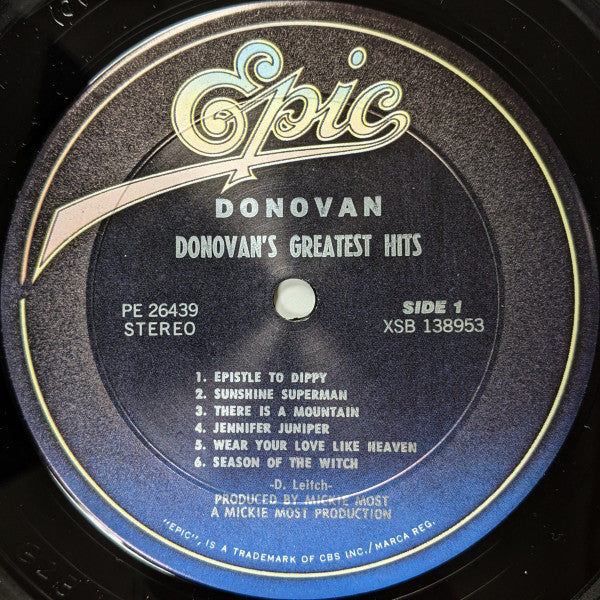 Epic
DONOVAN
DONOVAN'S GREATEST HITS
PE 26439
STEREO
SIDE 1
XSB 138953
1. EPISTLE TO DIPPY
2. SUNSHINE SUPERMAN
3. THERE IS A MOUNTAIN
4. JENNIFER JUNIPER
5. WEAR YOUR LOVE LIKE HEAVEN
6. SEASON OF THE WITCH
-D. Leitch-
PRODUCED BY MICKIE MOST
A MICKIE MOST PRODUCTION
"EPIC", IS A TRADEMARK OF CBS INC./MARCA REG.